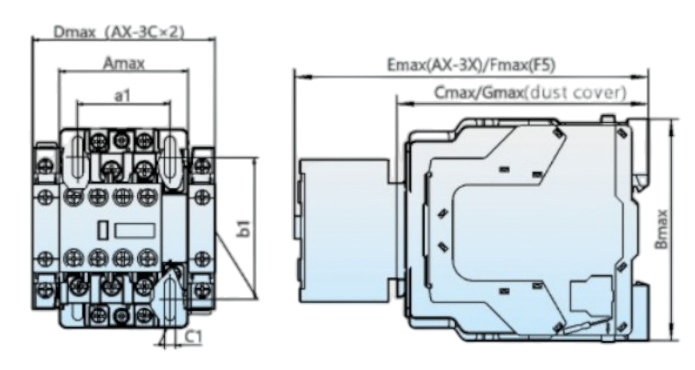 Dmax (AX-3C×2)
Amax
a1
b1
C1
Emax(AX-3X)/Fmax(F5)
Cmax/Gmax(dust cover)
Bmax